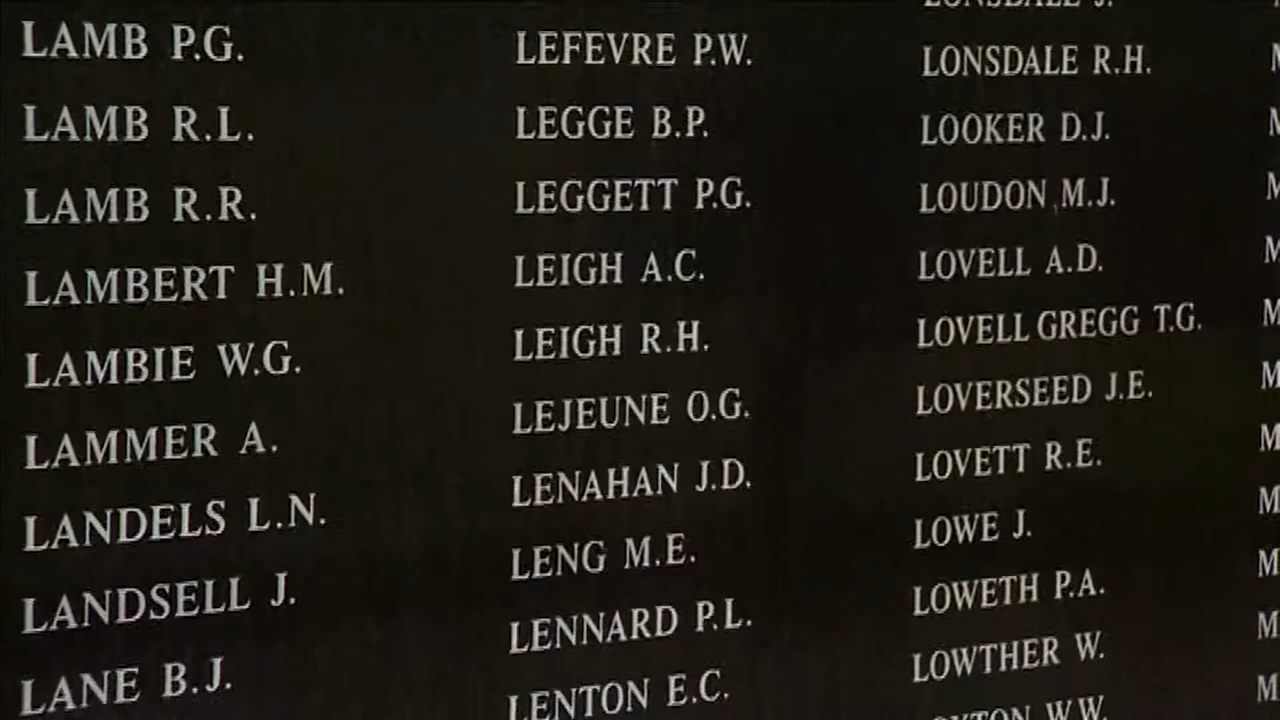 LAMB P.G.
LAMB R.L.
LAMB R.R.
LAMBERT H.M.
LAMBIE W.G.
LAMMER A.
LANDELS L.N.
LANDSELL J.
LANE B.J.
LEFEVRE P.W.
LEGGE B.P.
LEGGETT P.G.
LEIGH A.C.
LEIGH R.H.
LEJEUNE O.G.
LENAHAN J.D.
LENG M.E.
LENNARD P.L.
LENTON E.C.
LONSDALE J.
LONSDALE R.H.
LOOKER D.J.
LOUDON M.J.
LOVELL A.D.
LOVELL GREGG T.G.
LOVERSEED J.E.
LOVETT R.E.
LOWE J.
LOWETH P.A.
LOWTHER W.
W.W.